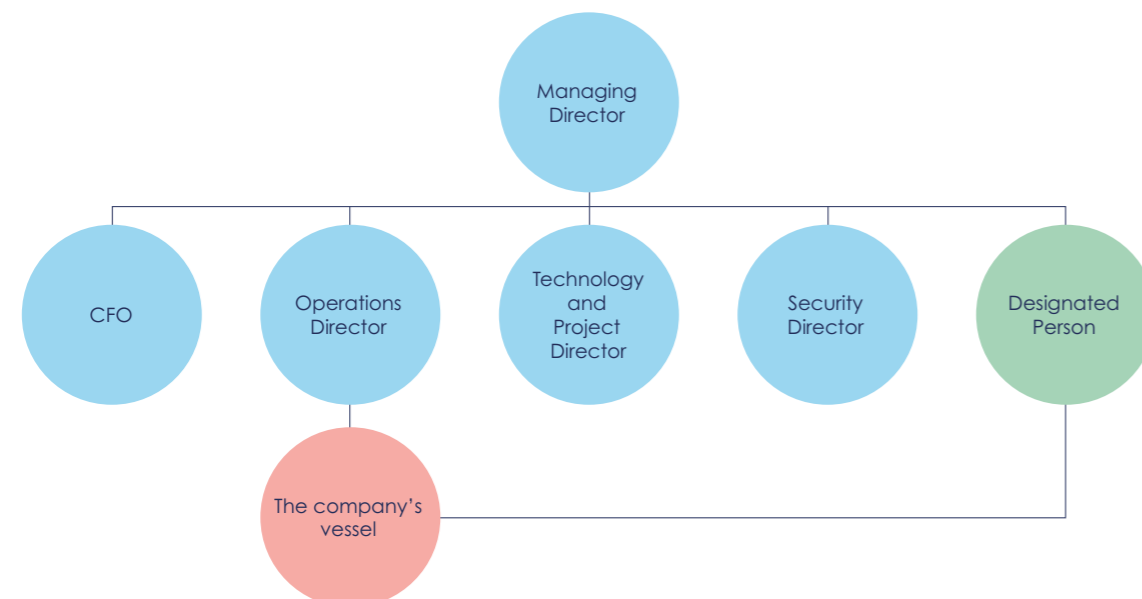 Managing
Director
CFO
Operations
Director
Technology
and
Project
Director
Security
Director
Designated
Person
The company’s
vessel